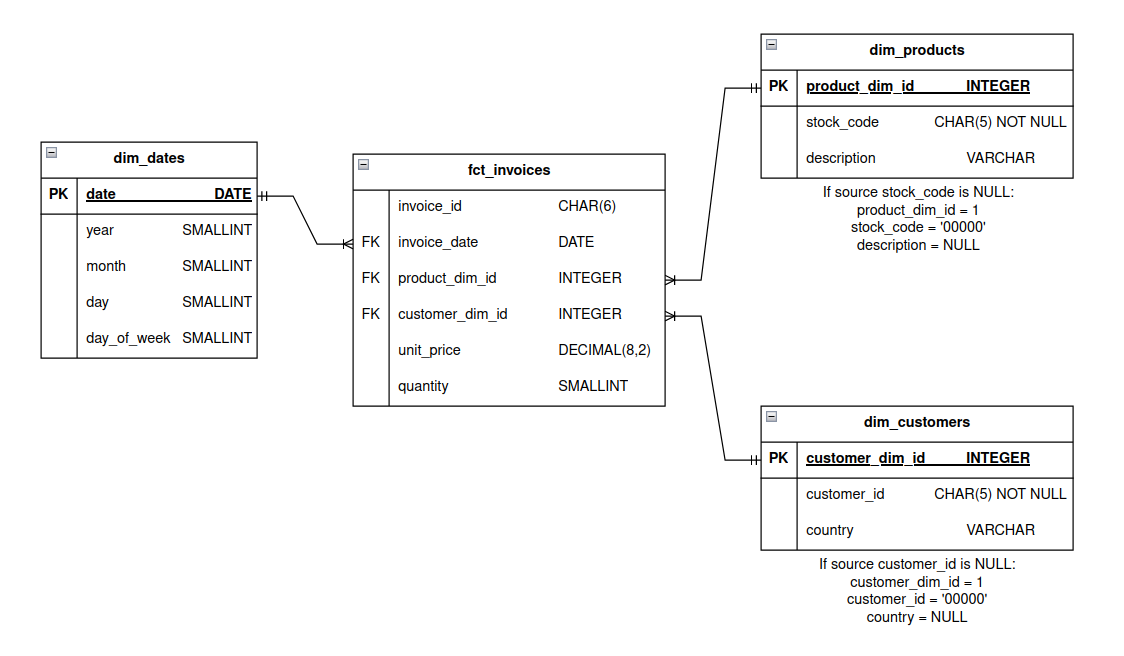 dim_dates
PK date DATE
year SMALLINT
month SMALLINT
day SMALLINT
day_of_week SMALLINT
fct_invoices
invoice_id CHAR(6)
FK invoice_date DATE
FK product_dim_id INTEGER
FK customer_dim_id INTEGER
unit_price DECIMAL(8,2)
quantity SMALLINT
dim_products
PK product_dim_id INTEGER
stock_code CHAR(5) NOT NULL
description VARCHAR
If source stock_code is NULL:
product_dim_id = 1
stock_code = '00000'
description = NULL
dim_customers
PK customer_dim_id INTEGER
customer_id CHAR(5) NOT NULL
country VARCHAR
If source customer_id is NULL:
customer_dim_id = 1
customer_id = '00000'
country = NULL